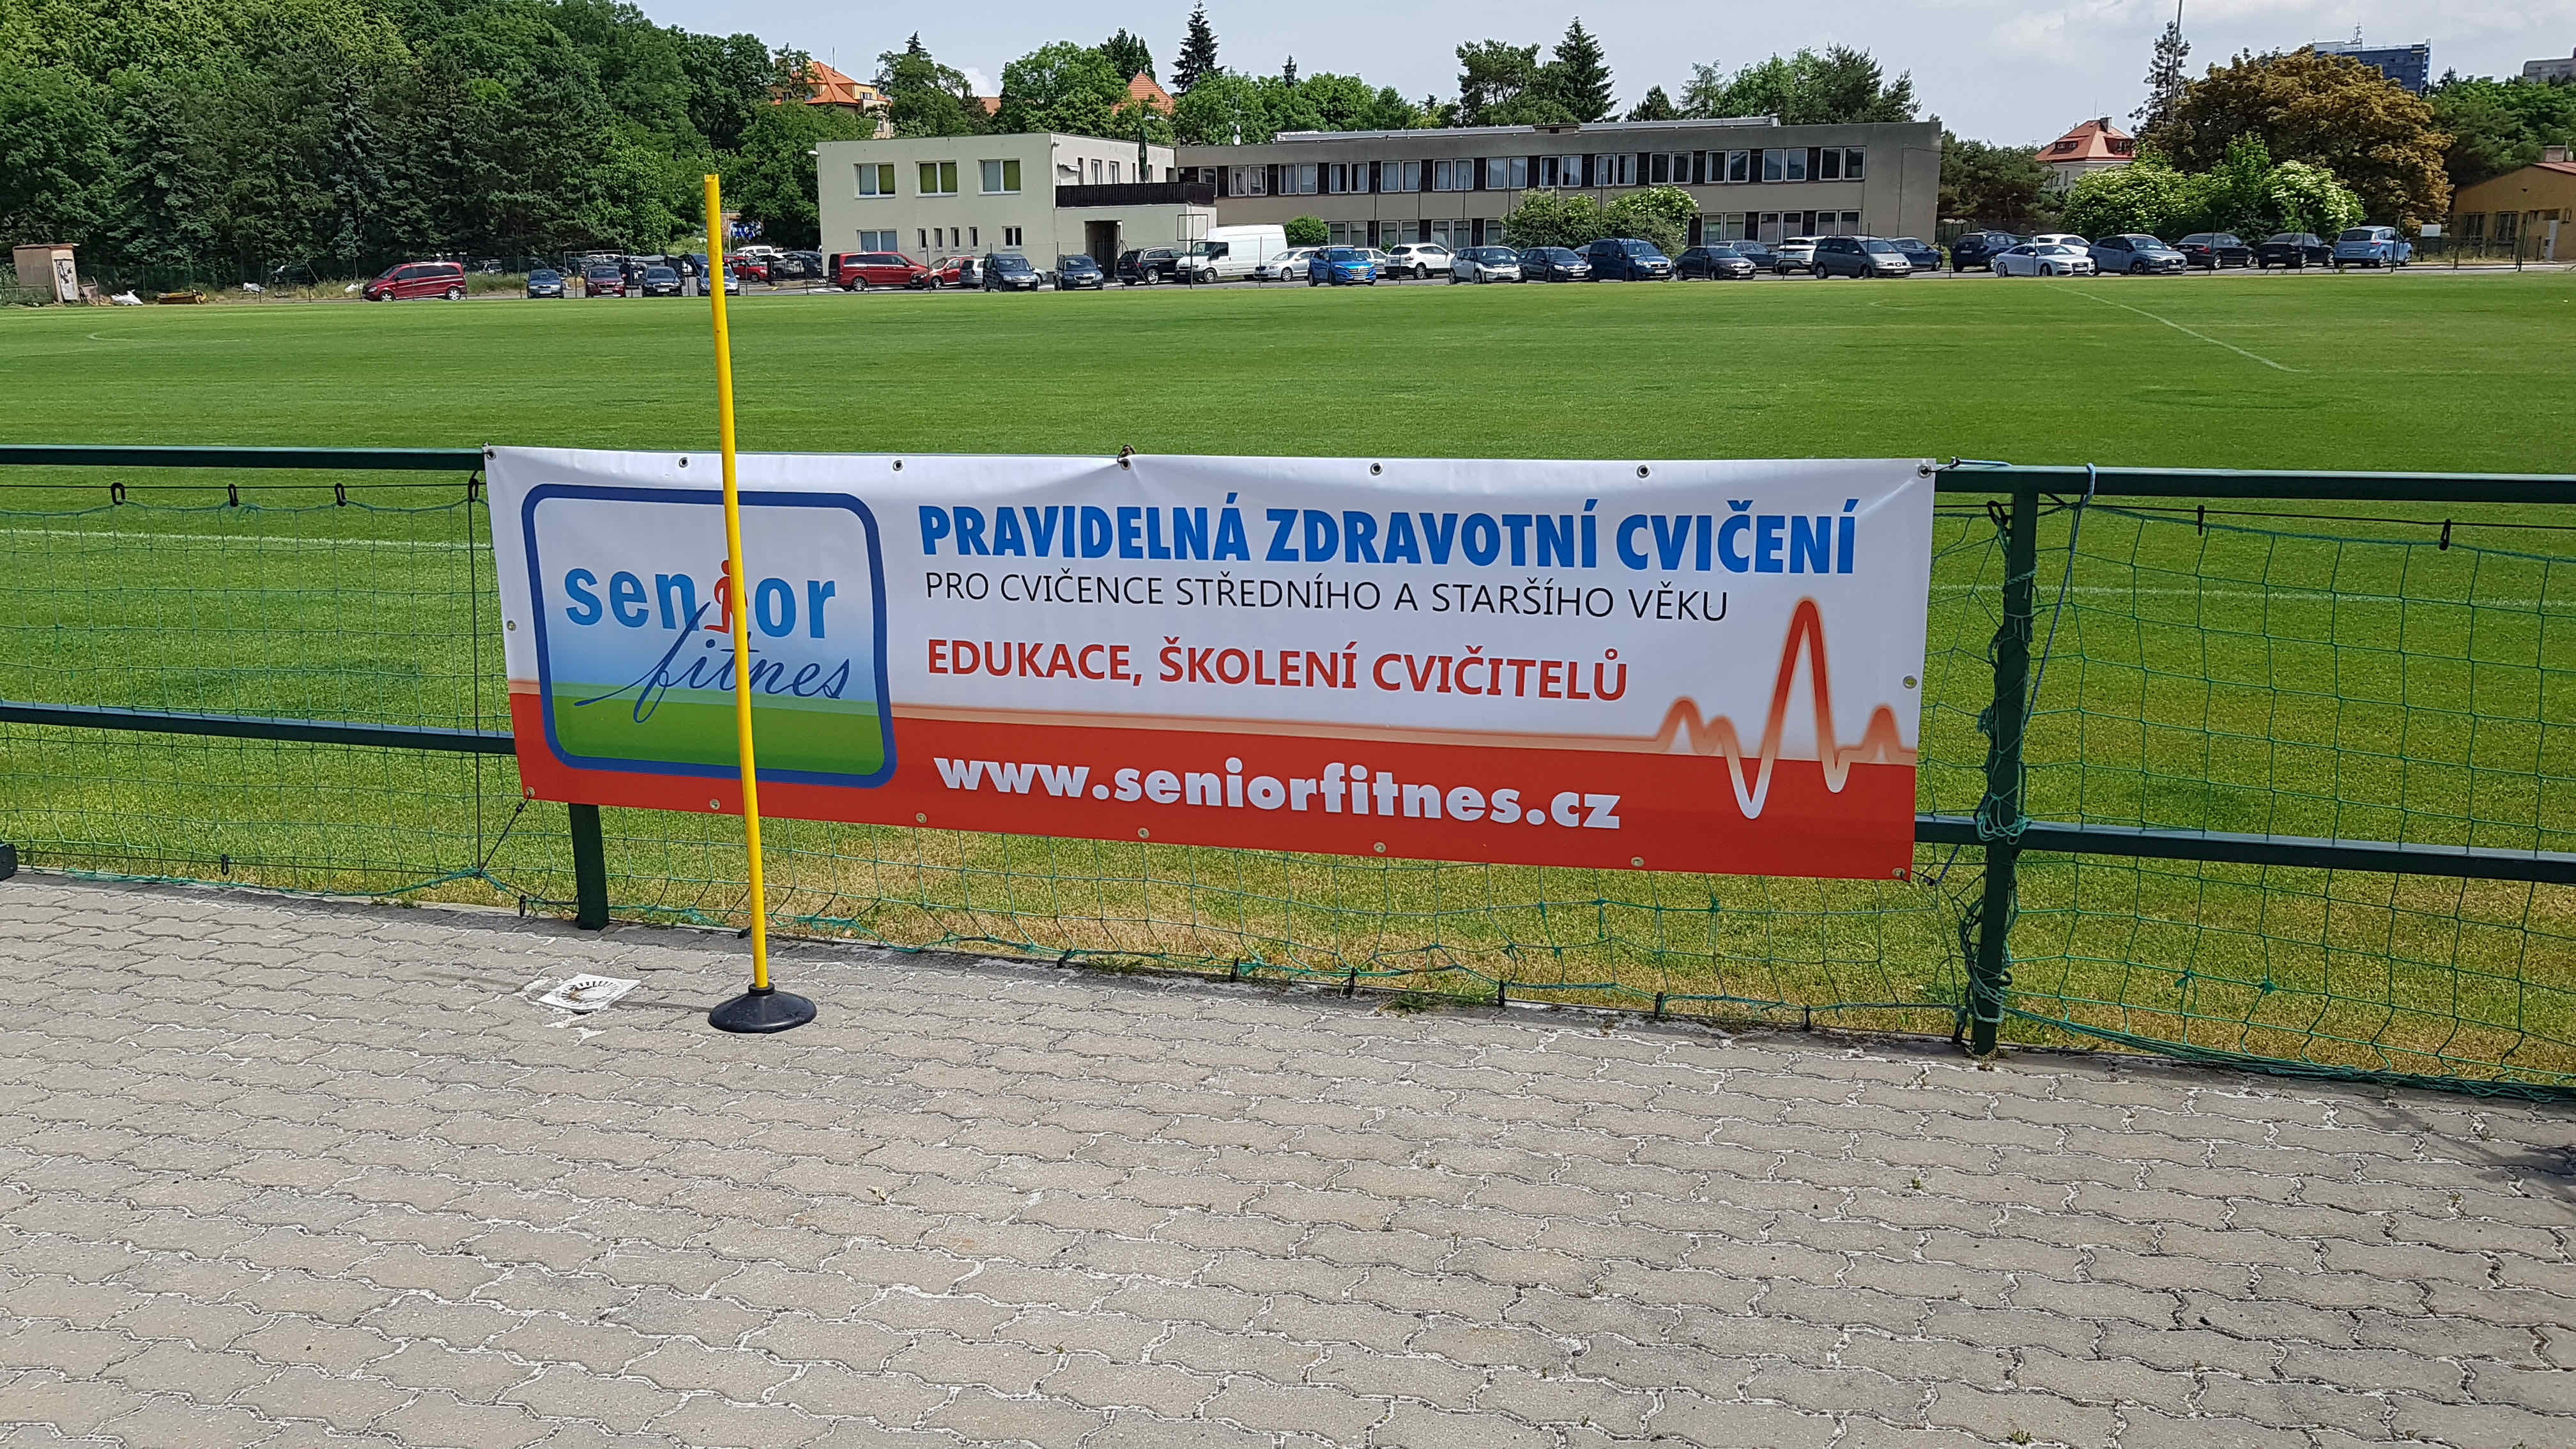 senior
fitnes
PRAVIDELNÁ ZDRAVOTNÍ CVIČENÍ
PRO CVIČENCE STŘEDNÍHO A STARŠÍHO VĚKU
EDUKACE, ŠKOLENÍ CVIČITELŮ
www.seniorfitnes.cz